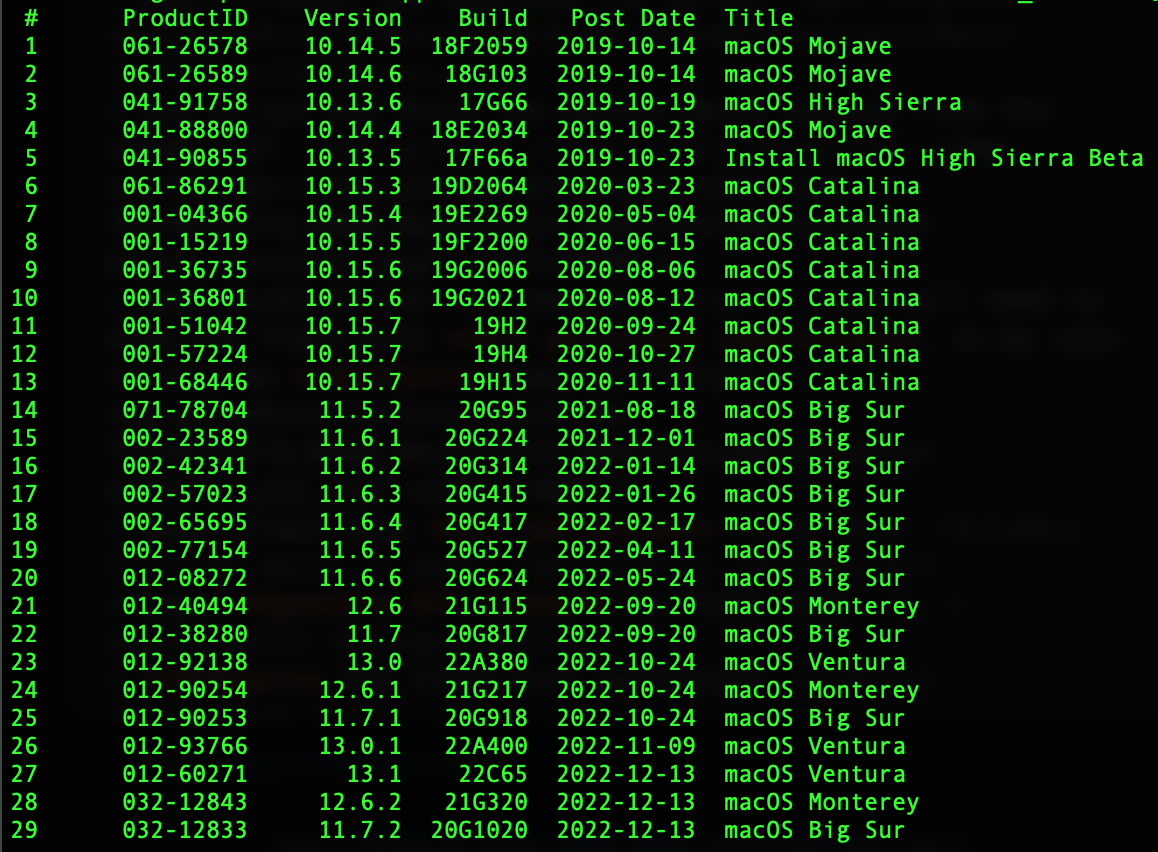 # ProductID Version Build Post Date Title
1 061-26578 10.14.5 18F2059 2019-10-14 macOS Mojave
2 061-26589 10.14.6 18G103 2019-10-14 macOS Mojave
3 041-91758 10.13.6 17G66 2019-10-19 macOS High Sierra
4 041-88800 10.14.4 18E2034 2019-10-23 macOS Mojave
5 041-90855 10.13.5 17F66a 2019-10-23 Install macOS High Sierra Beta
6 061-86291 10.15.3 19D2064 2020-03-23 macOS Catalina
7 001-04366 10.15.4 19E2269 2020-05-04 macOS Catalina
8 001-15219 10.15.5 19F2200 2020-06-15 macOS Catalina
9 001-36735 10.15.6 19G2006 2020-08-06 macOS Catalina
10 001-36801 10.15.6 19G2021 2020-08-12 macOS Catalina
11 001-51042 10.15.7 19H2 2020-09-24 macOS Catalina
12 001-57224 10.15.7 19H4 2020-10-27 macOS Catalina
13 001-68446 10.15.7 19H15 2020-11-11 macOS Catalina
14 071-78704 11.5.2 20G95 2021-08-18 macOS Big Sur
15 002-23589 11.6.1 20G224 2021-12-01 macOS Big Sur
16 002-42341 11.6.2 20G314 2022-01-14 macOS Big Sur
17 002-57023 11.6.3 20G415 2022-01-26 macOS Big Sur
18 002-65695 11.6.4 20G417 2022-02-17 macOS Big Sur
19 002-77154 11.6.5 20G527 2022-04-11 macOS Big Sur
20 012-08272 11.6.6 20G624 2022-05-24 macOS Big Sur
21 012-40494 12.6 21G115 2022-09-20 macOS Monterey
22 012-38280 11.7 20G817 2022-09-20 macOS Big Sur
23 012-92138 13.0 22A380 2022-10-24 macOS Ventura
24 012-90254 12.6.1 21G217 2022-10-24 macOS Monterey
25 012-90253 11.7.1 20G918 2022-10-24 macOS Big Sur
26 012-93766 13.0.1 22A400 2022-11-09 macOS Ventura
27 012-60271 13.1 22C65 2022-12-13 macOS Ventura
28 032-12843 12.6.2 21G320 2022-12-13 macOS Monterey
29 032-12833 11.7.2 20G1020 2022-12-13 macOS Big Sur